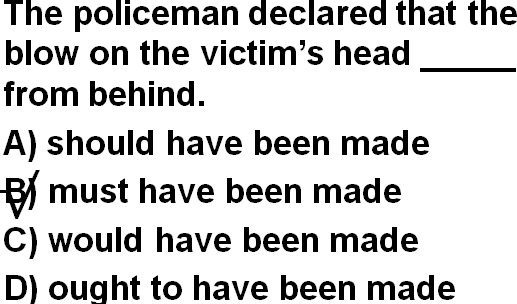 The policeman declared that the
blow on the victim’s head _____
from behind.
A) should have been made
B) must have been made
C) would have been made
D) ought to have been made